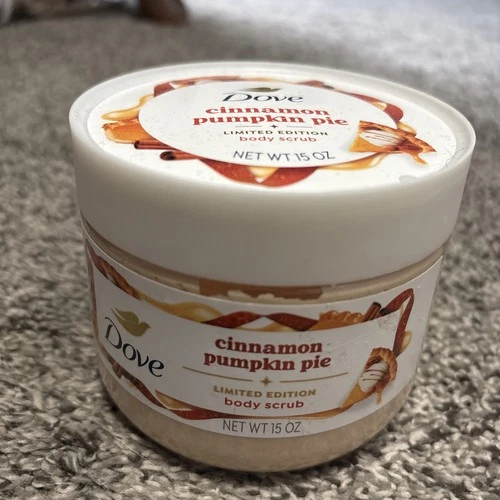 Dove
cinnamon
pumpkin pie
LIMITED EDITION
body scrub
NET WT 15 OZ
Dove
cinnamon
pumpkin pie
LIMITED EDITION
body scrub
NET WT 15 OZ